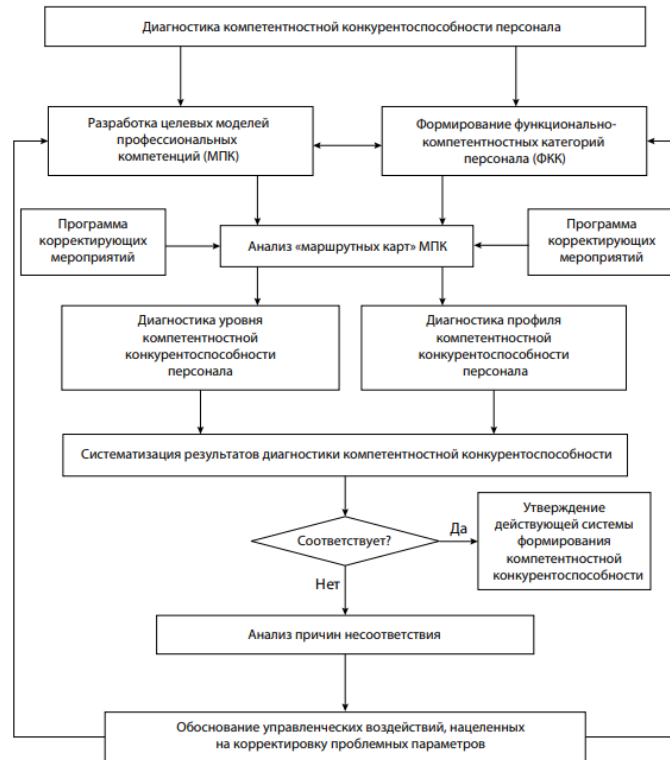 Диагностика компетентностной конкурентоспособности персонала
Разработка целевых моделей
профессиональных
компетенций (МПК)
Формирование функционально-
компетентностных категорий
персонала (ФКК)
Программа
корректирующих
мероприятий
Анализ «маршрутных карт» МПК
Программа
корректирующих
мероприятий
Диагностика уровня
компетентностной
конкурентоспособности
персонала
Диагностика профиля
компетентностной
конкурентоспособности
персонала
Систематизация результатов диагностики компетентностной конкурентоспособности
Соответствует?
Да
Утверждение
действующей системы
формирования
компетентностной
конкурентоспособности
Нет
Анализ причин несоответствия
Обоснование управленческих воздействий, нацеленных
на корректировку проблемных параметров